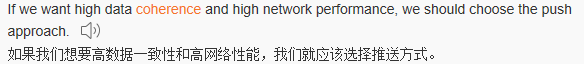 If we want high data coherence and high network performance, we should choose the push
approach.
如果我们想要高数据一致性和高网络性能，我们就应该选择推送方式。